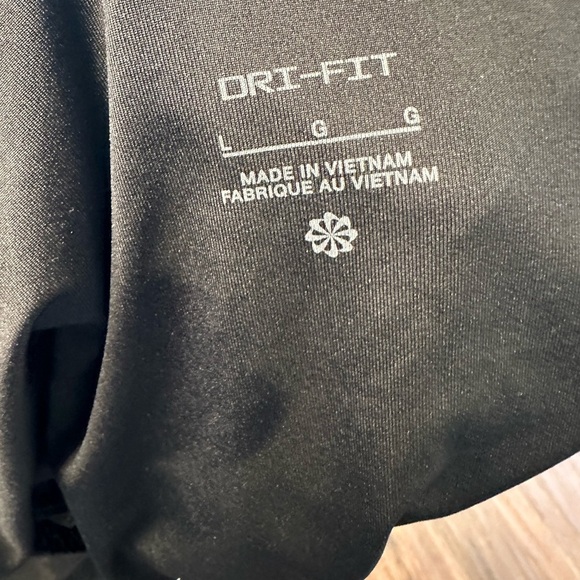 DRI-FIT
L G G
MADE IN VIETNAM
FABRIQUE AU VIETNAM